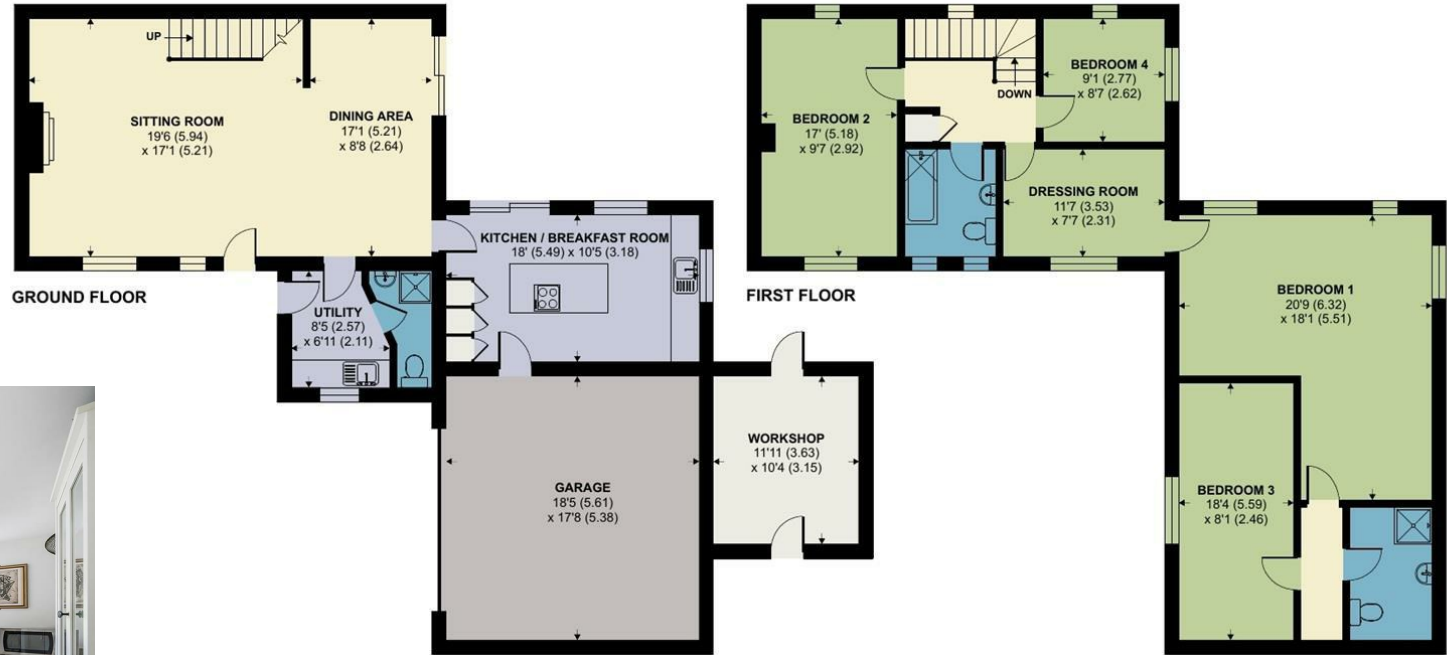 UP
SITTING ROOM
19'6 (5.94)
x 17'1 (5.21)
DINING AREA
17'1 (5.21)
x 8'8 (2.64)
KITCHEN / BREAKFAST ROOM
18' (5.49) x 10'5 (3.18)
GROUND FLOOR
UTILITY
8'5 (2.57)
x 6'11 (2.11)
GARAGE
18'5 (5.61)
x 17'8 (5.38)
WORKSHOP
11'11 (3.63)
x 10'4 (3.15)
BEDROOM 2
17' (5.18)
x 9'7 (2.92)
DOWN
BEDROOM 4
9'1 (2.77)
x 8'7 (2.62)
DRESSING ROOM
11'7 (3.53)
x 7'7 (2.31)
FIRST FLOOR
BEDROOM 1
20'9 (6.32)
x 18'1 (5.51)
BEDROOM 3
18'4 (5.59)
x 8'1 (2.46)